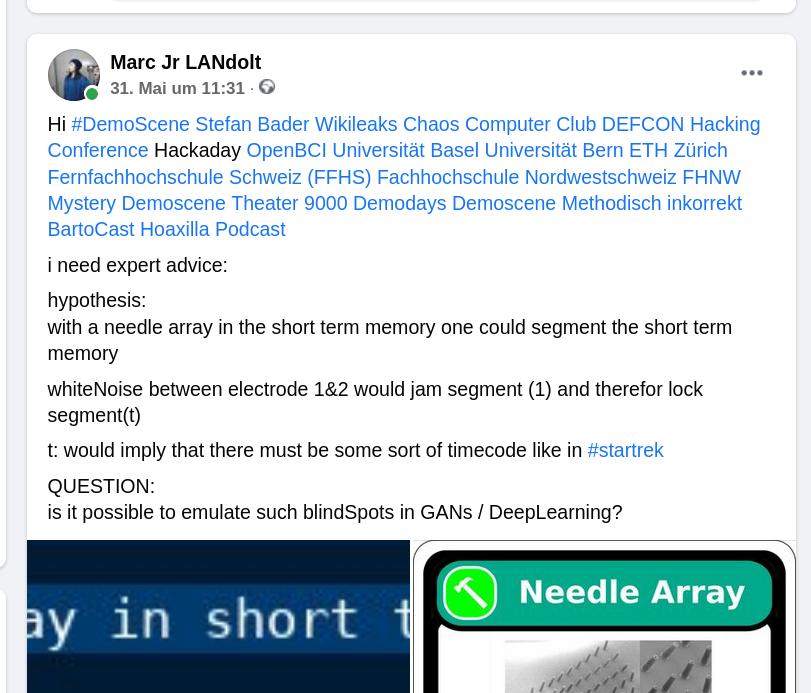 Marc Jr LANdolt
31. Mai um 11:31 ·
Hi #DemoScene Stefan Bader Wikileaks Chaos Computer Club DEFCON Hacking
Conference Hackaday OpenBCI Universität Basel Universität Bern ETH Zürich
Fernfachhochschule Schweiz (FFHS) Fachhochschule Nordwestschweiz FHNW
Mystery Demoscene Theater 9000 Demodays Demoscene Methodisch inkorrekt
BartoCast Hoaxilla Podcast
i need expert advice:
hypothesis:
with a needle array in the short term memory one could segment the short term
memory
whiteNoise between electrode 1&2 would jam segment (1) and therefor lock
segment(t)
t: would imply that there must be some sort of timecode like in #startrek
QUESTION:
is it possible to emulate such blindSpots in GANs / DeepLearning?
ay in short t
Needle Array